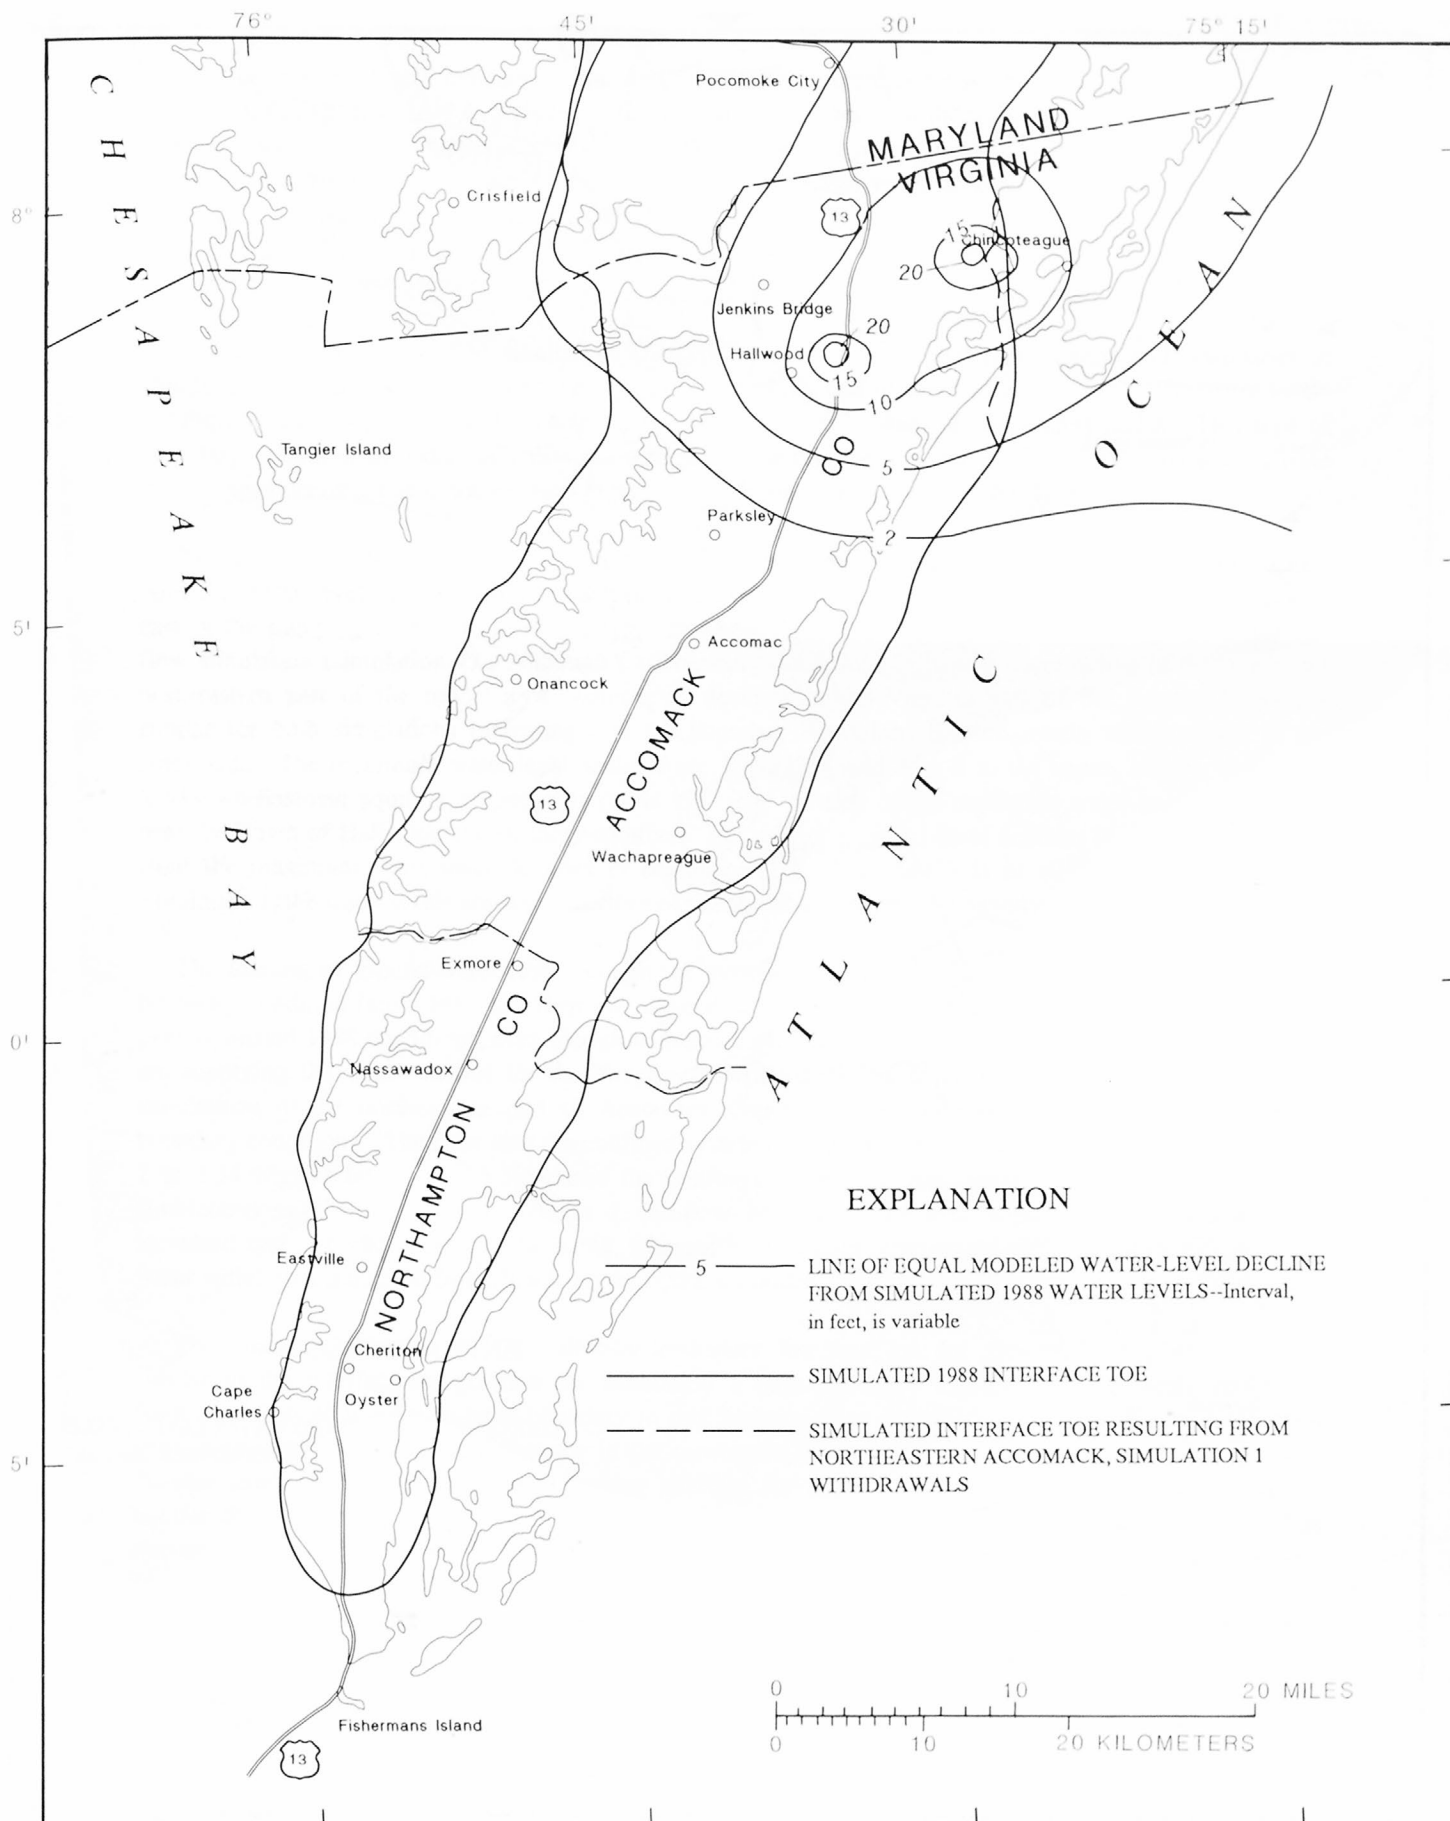 76° 45' 30' 75° 15'
Pocomoke City
MARYLAND
VIRGINIA
Crisfield
8°
13
15
Chincoteague
20
Jenkins Bridge
20
Hallwood
15
10
CHESAPEAKE BAY
Tangier Island
CO
5
Parksley
2
ATLANTIC OCEAN
5'
Accomac
Onancock
ACCOMACK
13
Wachapreague
Exmore
CO
0'
Nassawadox
NORTHAMPTON
Eastville
Cheriton
Cape
Charles
Oyster
5'
Fishermans Island
13
EXPLANATION
5 LINE OF EQUAL MODELED WATER-LEVEL DECLINE
FROM SIMULATED 1988 WATER LEVELS--Interval,
in feet, is variable
SIMULATED 1988 INTERFACE TOE
SIMULATED INTERFACE TOE RESULTING FROM
NORTHEASTERN ACCOMACK, SIMULATION 1
WITHDRAWALS
0 10 20 MILES
0 10 20 KILOMETERS